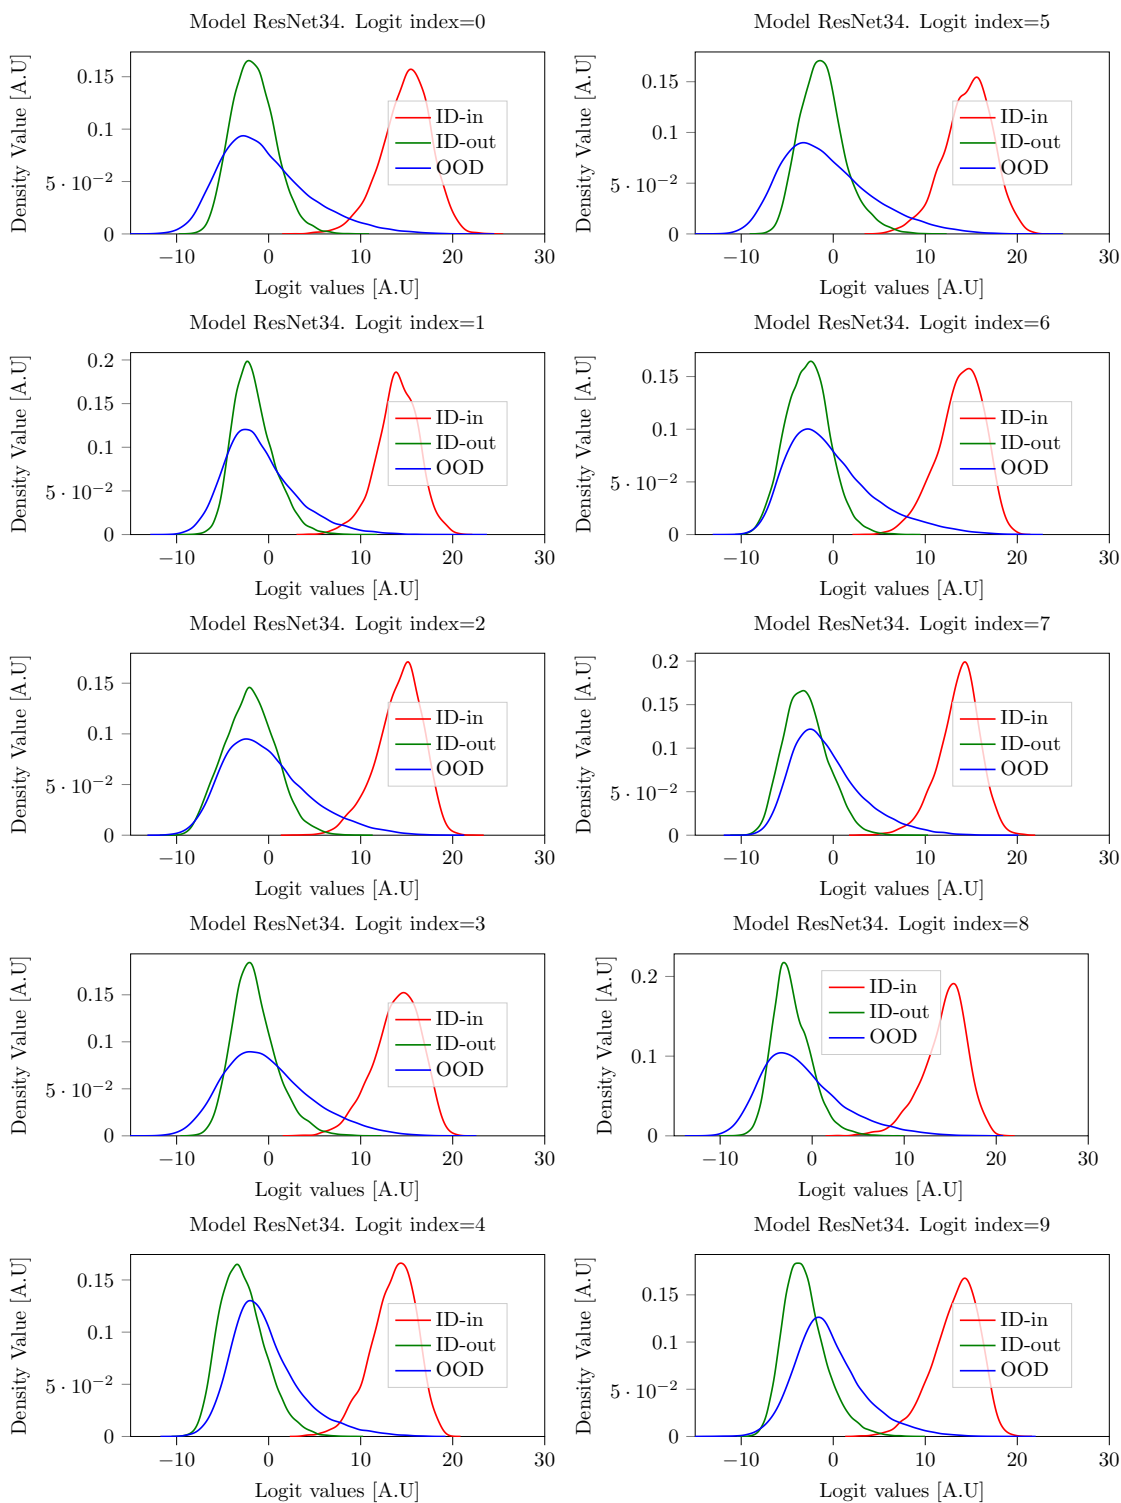 Model ResNet34. Logit index=0
Density Value [A.U]
0.15
0.1
5 · 10⁻²
0
−10 0 10 20 30
Logit values [A.U]
ID-in
ID-out
OOD
Model ResNet34. Logit index=5
Density Value [A.U]
0.15
0.1
5 · 10⁻²
0
−10 0 10 20 30
Logit values [A.U]
ID-in
ID-out
OOD
Model ResNet34. Logit index=1
Density Value [A.U]
0.2
0.15
0.1
5 · 10⁻²
0
−10 0 10 20 30
Logit values [A.U]
ID-in
ID-out
OOD
Model ResNet34. Logit index=6
Density Value [A.U]
0.15
0.1
5 · 10⁻²
0
−10 0 10 20 30
Logit values [A.U]
ID-in
ID-out
OOD
Model ResNet34. Logit index=2
Density Value [A.U]
0.15
0.1
5 · 10⁻²
0
−10 0 10 20 30
Logit values [A.U]
ID-in
ID-out
OOD
Model ResNet34. Logit index=7
Density Value [A.U]
0.2
0.15
0.1
5 · 10⁻²
0
−10 0 10 20 30
Logit values [A.U]
ID-in
ID-out
OOD
Model ResNet34. Logit index=3
Density Value [A.U]
0.15
0.1
5 · 10⁻²
0
−10 0 10 20 30
Logit values [A.U]
ID-in
ID-out
OOD
Model ResNet34. Logit index=8
Density Value [A.U]
0.2
0.1
0
−10 0 10 20 30
Logit values [A.U]
ID-in
ID-out
OOD
Model ResNet34. Logit index=4
Density Value [A.U]
0.15
0.1
5 · 10⁻²
0
−10 0 10 20 30
Logit values [A.U]
ID-in
ID-out
OOD
Model ResNet34. Logit index=9
Density Value [A.U]
0.15
0.1
5 · 10⁻²
0
−10 0 10 20 30
Logit values [A.U]
ID-in
ID-out
OOD